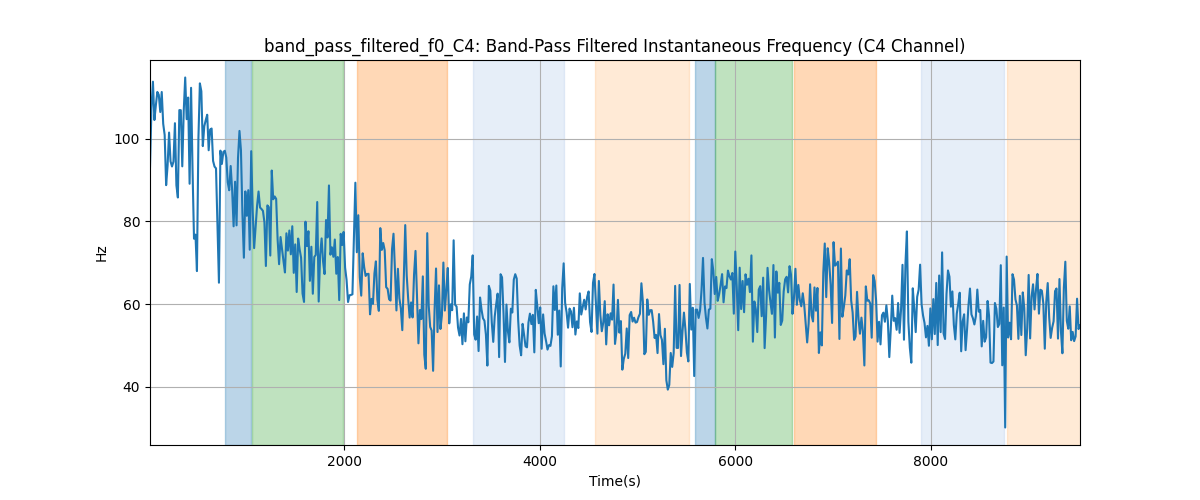 band_pass_filtered_f0_C4: Band-Pass Filtered Instantaneous Frequency (C4 Channel)
100
80
60
40
Hz
2000 4000 6000 8000
Time(s)